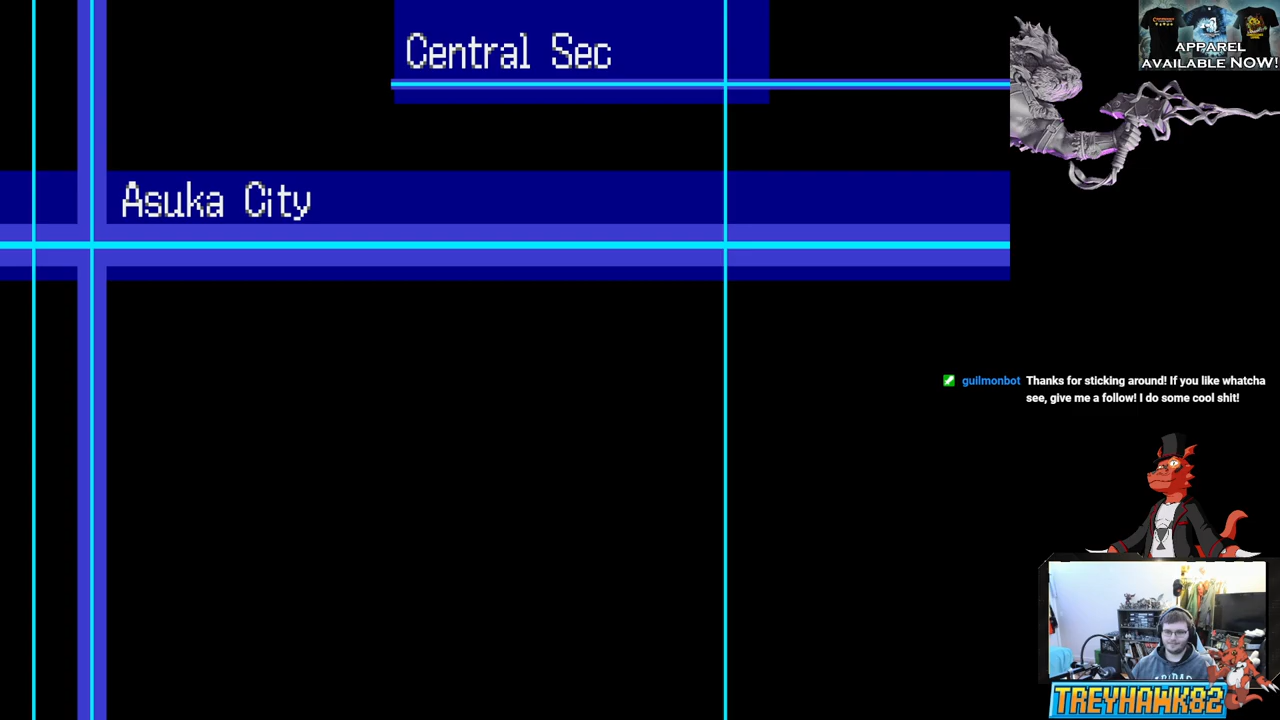 Central Sec
Asuka City
APPAREL
AVAILABLE NOW!
guilmonbot Thanks for sticking around! If you like whatcha
see, give me a follow! I do some cool shit!
TREYHAWK82